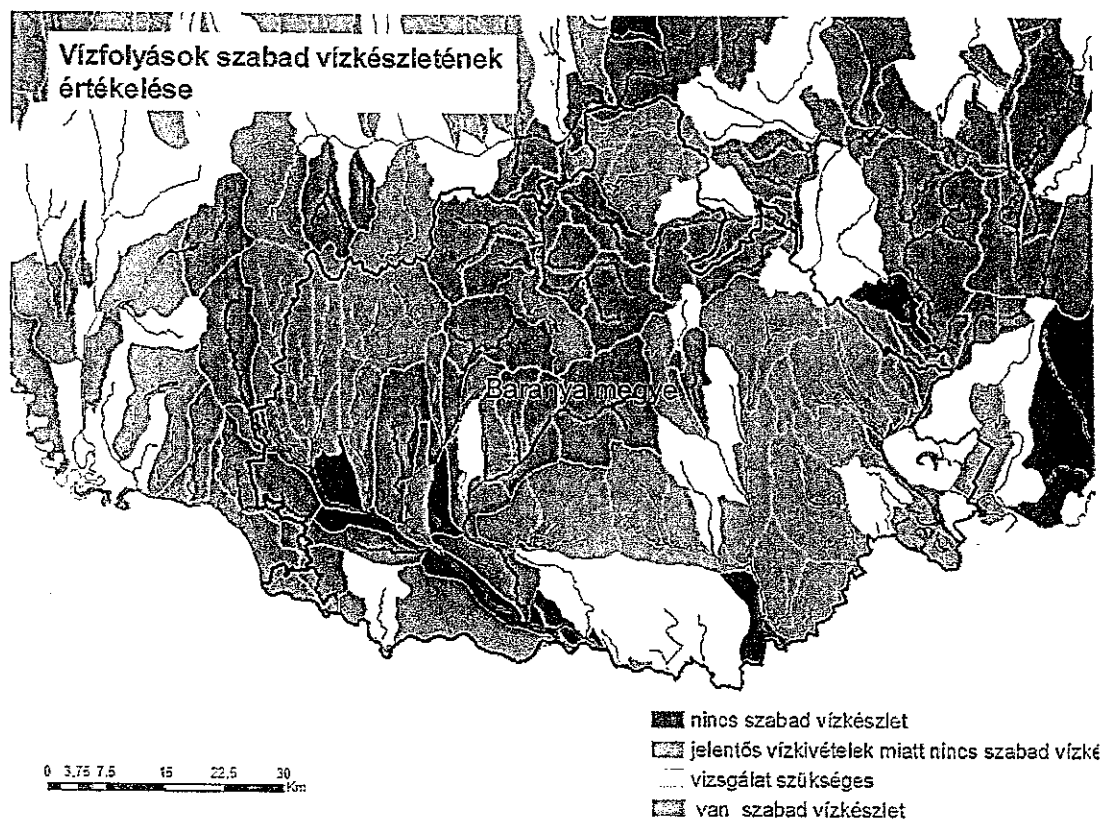 Vízfolyások szabad vízkészletének
értékelése
Baranya megye
nincs szabad vízkészlet
jelentős vízkivételek miatt nincs szabad vízké
vizsgálat szükséges
van szabad vízkészlet
0 3,75 7,5 15 22,5 30
Km